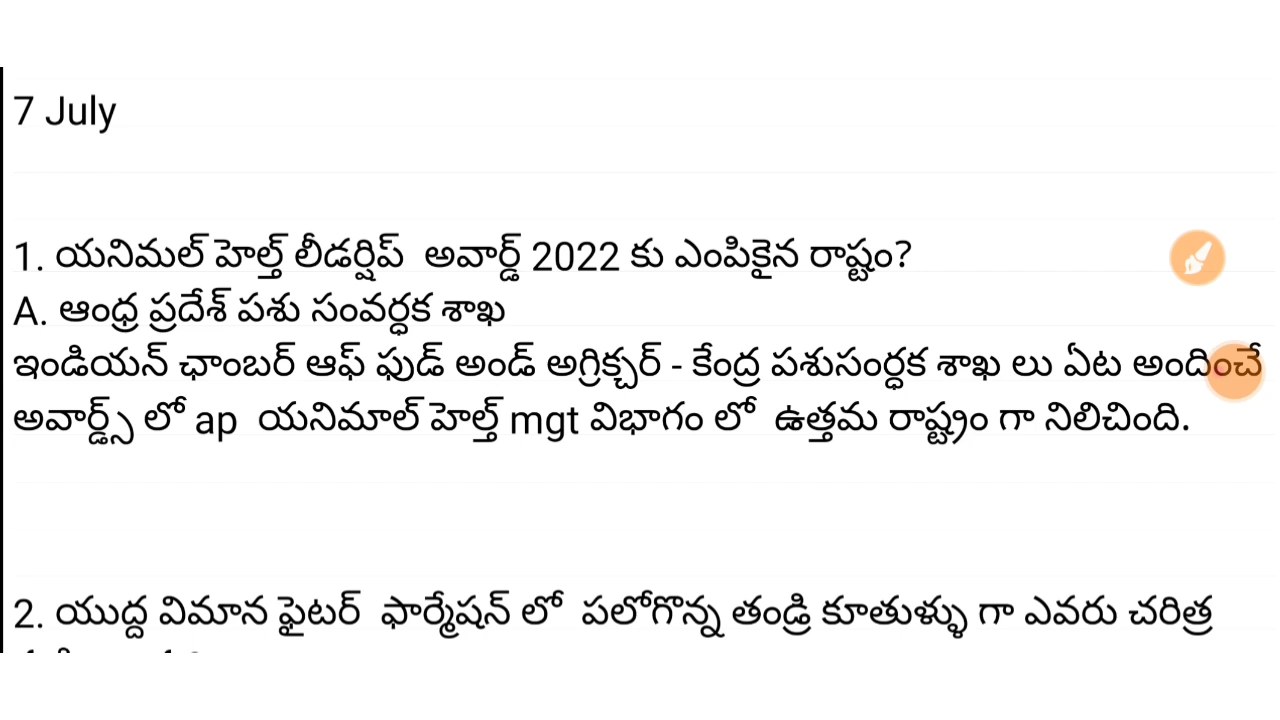 7 July
1. యనిమల్ హెల్త్ లీడర్షిప్ అవార్డ్ 2022 కు ఎంపికైన రాష్టం?
A. ఆంధ్ర ప్రదేశ్ పశు సంవర్ధక శాఖ
ఇండియన్ ఛాంబర్ ఆఫ్ ఫుడ్ అండ్ అగ్రిక్చర్ - కేంద్ర పశుసంర్ధక శాఖ లు ఏట అందించే
అవార్డ్స్ లో ap యనిమాల్ హెల్త్ mgt విభాగం లో ఉత్తమ రాష్ట్రం గా నిలిచింది.
2. యుద్ద విమాన ఫైటర్ ఫార్మేషన్ లో పలోగొన్న తండ్రి కూతుళ్ళు గా ఎవరు చరిత్ర